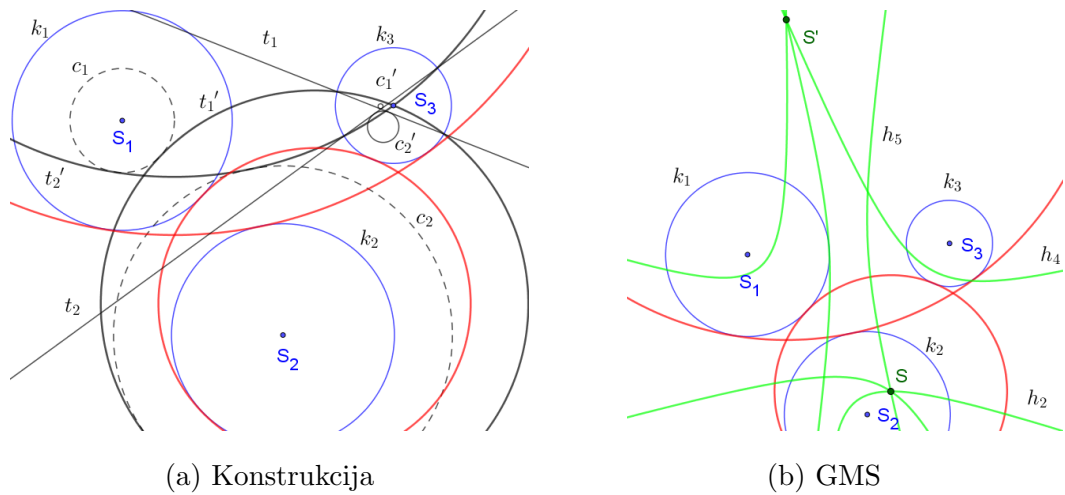 k₁
t₁
k₃
c₁
c₁′
t₁′
S₃
S₁
c₂′
t₂′
c₂
k₂
t₂
S₂
(a) Konstrukcija
S'
h₅
k₁
k₃
S₃
h₄
S₁
k₂
S
h₂
S₂
(b) GMS